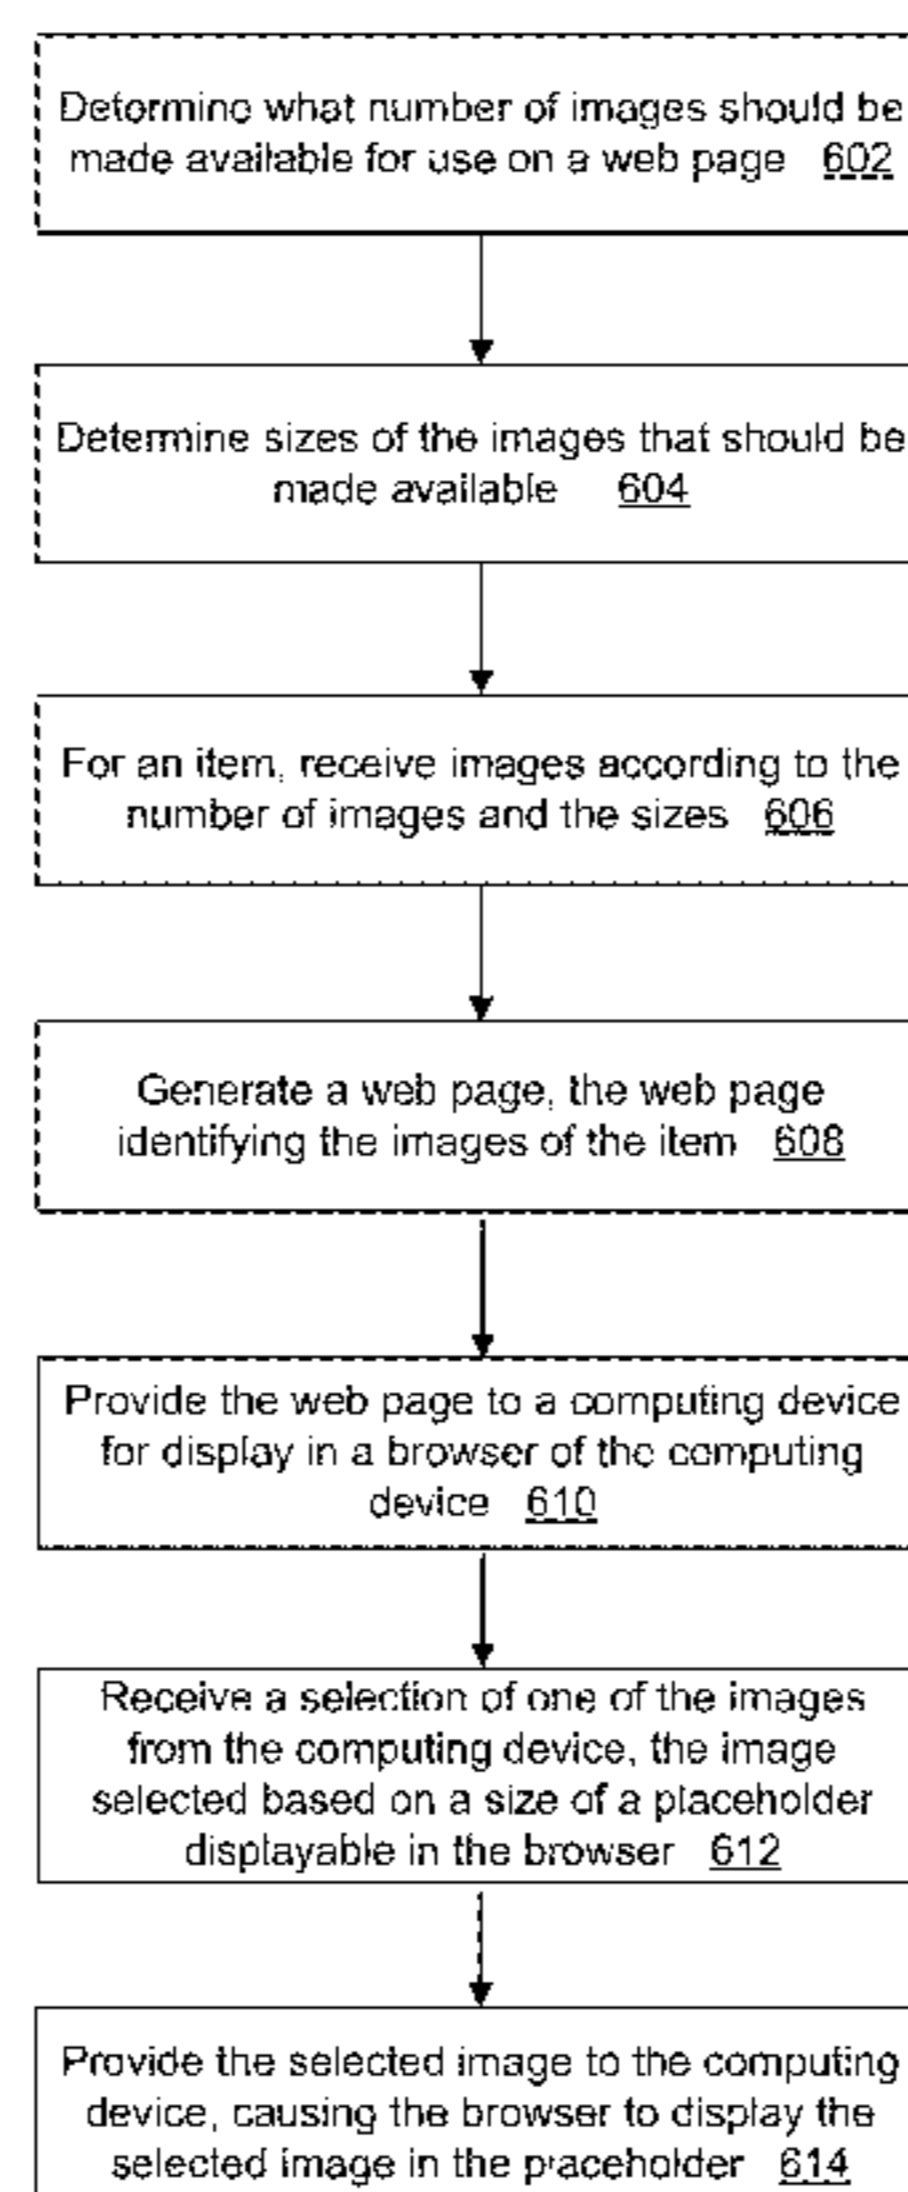 Determine what number of images should be
made available for use on a web page 602
Determine sizes of the images that should be
made available 604
For an item, receive images according to the
number of images and the sizes 606
Generate a web page, the web page
identifying the images of the item 608
Provide the web page to a computing device
for display in a browser of the computing
device 610
Receive a selection of one of the images
from the computing device, the image
selected based on a size of a placeholder
displayable in the browser 612
Provide the selected image to the computing
device, causing the browser to display the
selected image in the placeholder 614